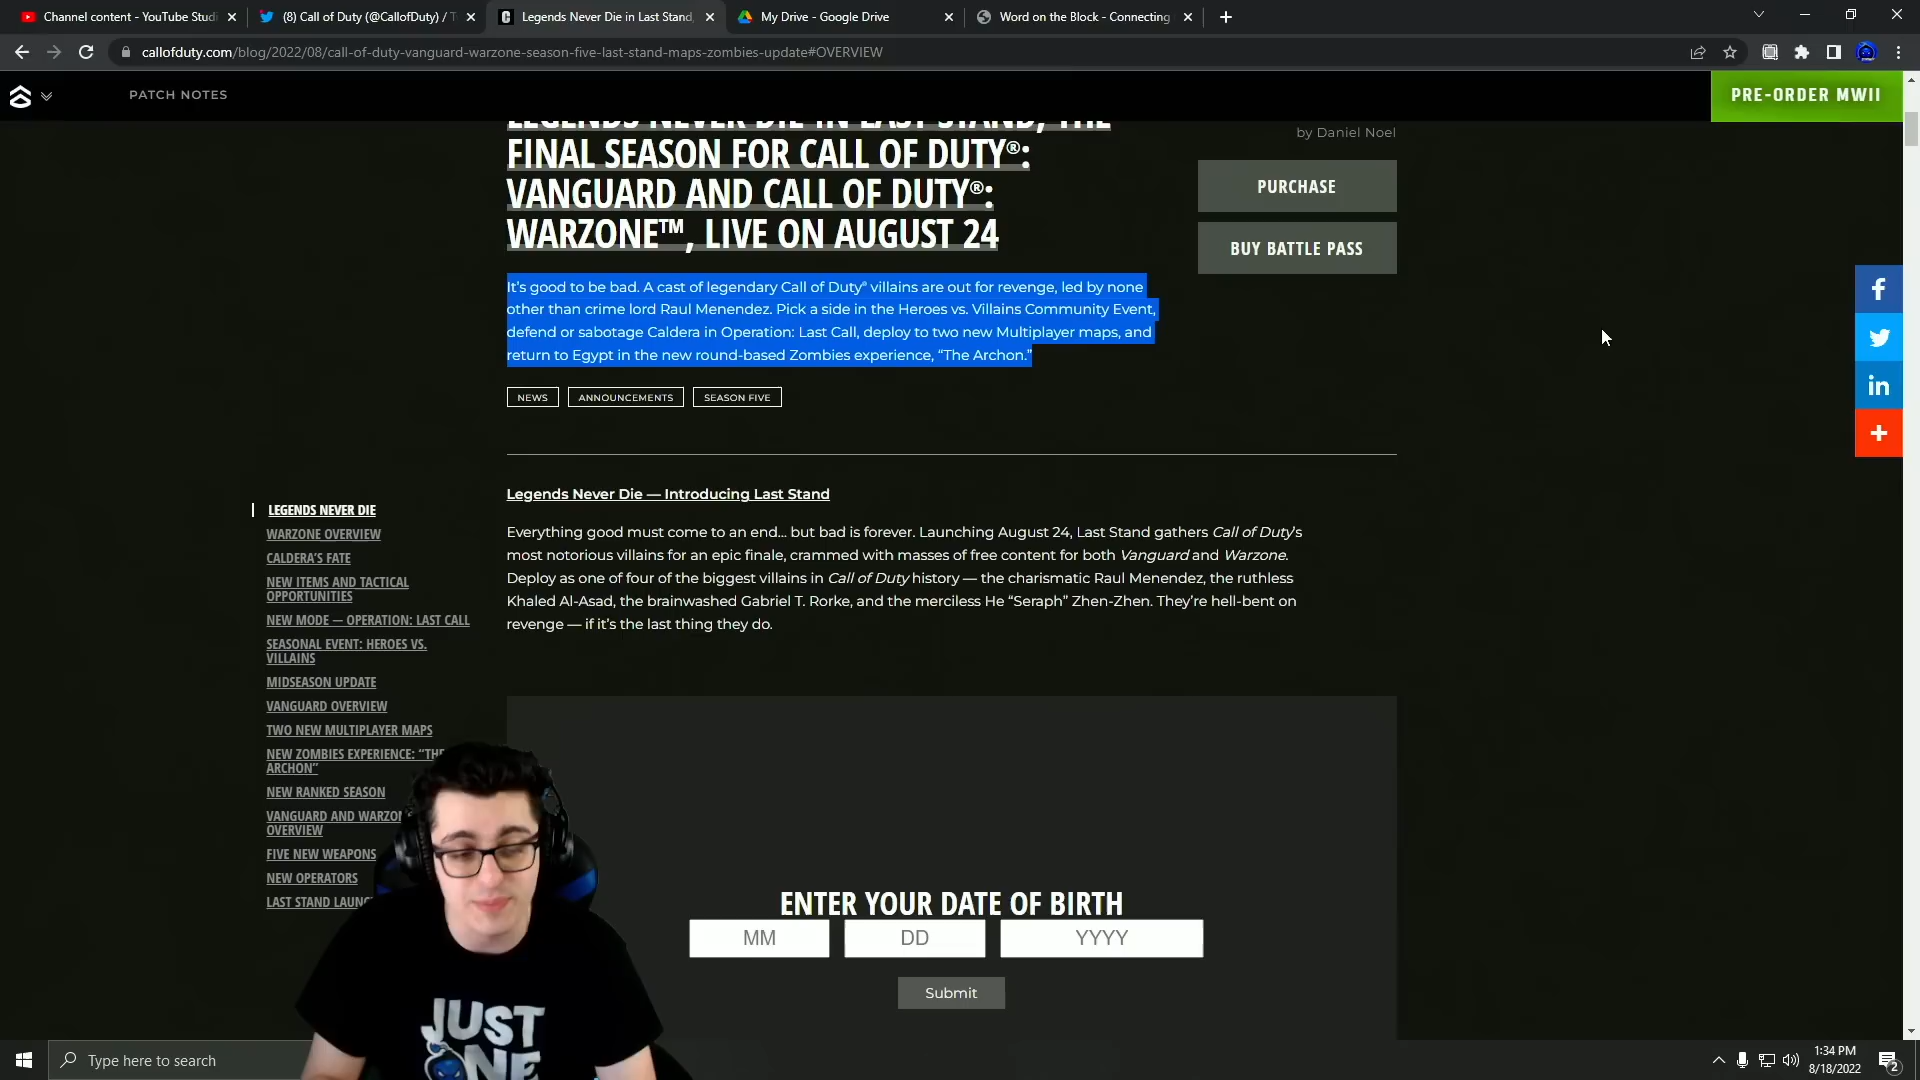 Channel content - YouTube Studi
(8) Call of Duty (@CallofDuty) / T
Legends Never Die in Last Stand,
My Drive - Google Drive
Word on the Block - Connecting
callofduty.com/blog/2022/08/call-of-duty-vanguard-warzone-season-five-last-stand-maps-zombies-update#OVERVIEW
PATCH NOTES
PRE-ORDER MWII
LEGENDS NEVER DIE IN LAST STAND, THE
FINAL SEASON FOR CALL OF DUTY®:
VANGUARD AND CALL OF DUTY®:
WARZONE™, LIVE ON AUGUST 24
by Daniel Noel
PURCHASE
BUY BATTLE PASS
It's good to be bad. A cast of legendary Call of Duty® villains are out for revenge, led by none
other than crime lord Raul Menendez. Pick a side in the Heroes vs. Villains Community Event,
defend or sabotage Caldera in Operation: Last Call, deploy to two new Multiplayer maps, and
return to Egypt in the new round-based Zombies experience, “The Archon.”
NEWS
ANNOUNCEMENTS
SEASON FIVE
Legends Never Die — Introducing Last Stand
Everything good must come to an end... but bad is forever. Launching August 24, Last Stand gathers Call of Duty's
most notorious villains for an epic finale, crammed with masses of free content for both Vanguard and Warzone.
Deploy as one of four of the biggest villains in Call of Duty history — the charismatic Raul Menendez, the ruthless
Khaled Al-Asad, the brainwashed Gabriel T. Rorke, and the merciless He “Seraph” Zhen-Zhen. They're hell-bent on
revenge — if it's the last thing they do.
LEGENDS NEVER DIE
WARZONE OVERVIEW
CALDERA'S FATE
NEW ITEMS AND TACTICAL
OPPORTUNITIES
NEW MODE — OPERATION: LAST CALL
SEASONAL EVENT: HEROES VS.
VILLAINS
MIDSEASON UPDATE
VANGUARD OVERVIEW
TWO NEW MULTIPLAYER MAPS
NEW ZOMBIES EXPERIENCE: “THE
ARCHON”
NEW RANKED SEASON
VANGUARD AND WARZON
OVERVIEW
FIVE NEW WEAPONS
NEW OPERATORS
LAST STAND LAUNC
ENTER YOUR DATE OF BIRTH
MM
DD
YYYY
Submit
JUST
ONE
Type here to search
1:34 PM
8/18/2022
2